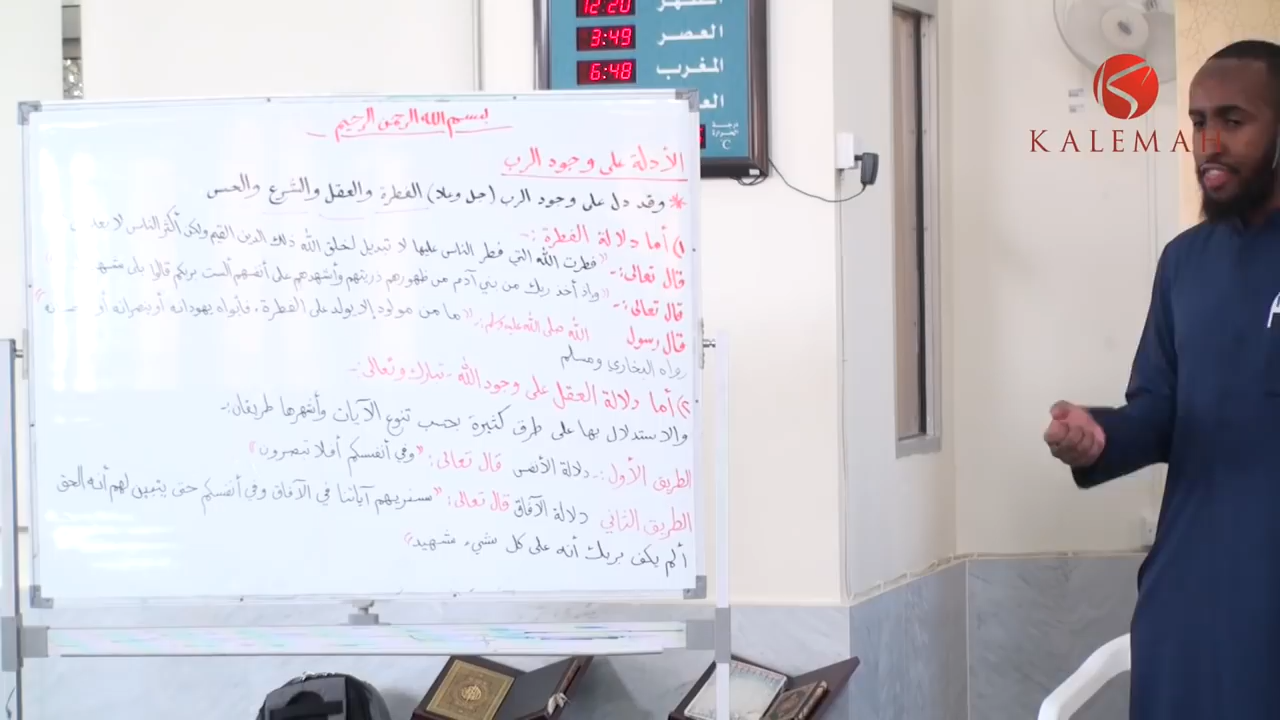 الظهر 12:20
العصر 3:49
المغرب 6:48
درجة
الحرارة
°C
KALEMAH
بسم الله الرحمن الرحيم
الأدلة على وجود الرب
* وقد دل على وجود الرب (جل وعلا) الفطرة والعقل والشرع والحس
١) أما دلالة الفطرة :-
قال تعالى:- "فطرت الله التي فطر الناس عليها لا تبديل لخلق الله ذلك الدين القيم ولكن أكثر الناس لا
قال تعالى:- "وإذ أخذ ربك من بني آدم من ظهورهم ذريتهم وأشهدهم على أنفسهم ألست بربكم قالوا بلى
قال رسول الله صلى الله عليه وسلم:- "ما من مولود إلا يولد على الفطرة، فأبواه يهودانه أو ينصرانه أو
رواه البخاري ومسلم
٢) أما دلالة العقل على وجود الله - تبارك وتعالى:-
والاستدلال بها على طرق كثيرة بحسب تنوع الآيات وأشهرها طريقان:-
الطريق الأول:- دلالة الأنفس قال تعالى: "وفي أنفسكم أفلا تبصرون"
الطريق الثاني دلالة الآفاق قال تعالى: "سنريهم آياتنا في الآفاق وفي أنفسكم حتى يتبين لهم أنه الحق
ألم يكف بربك أنه على كل شيء شهيد"